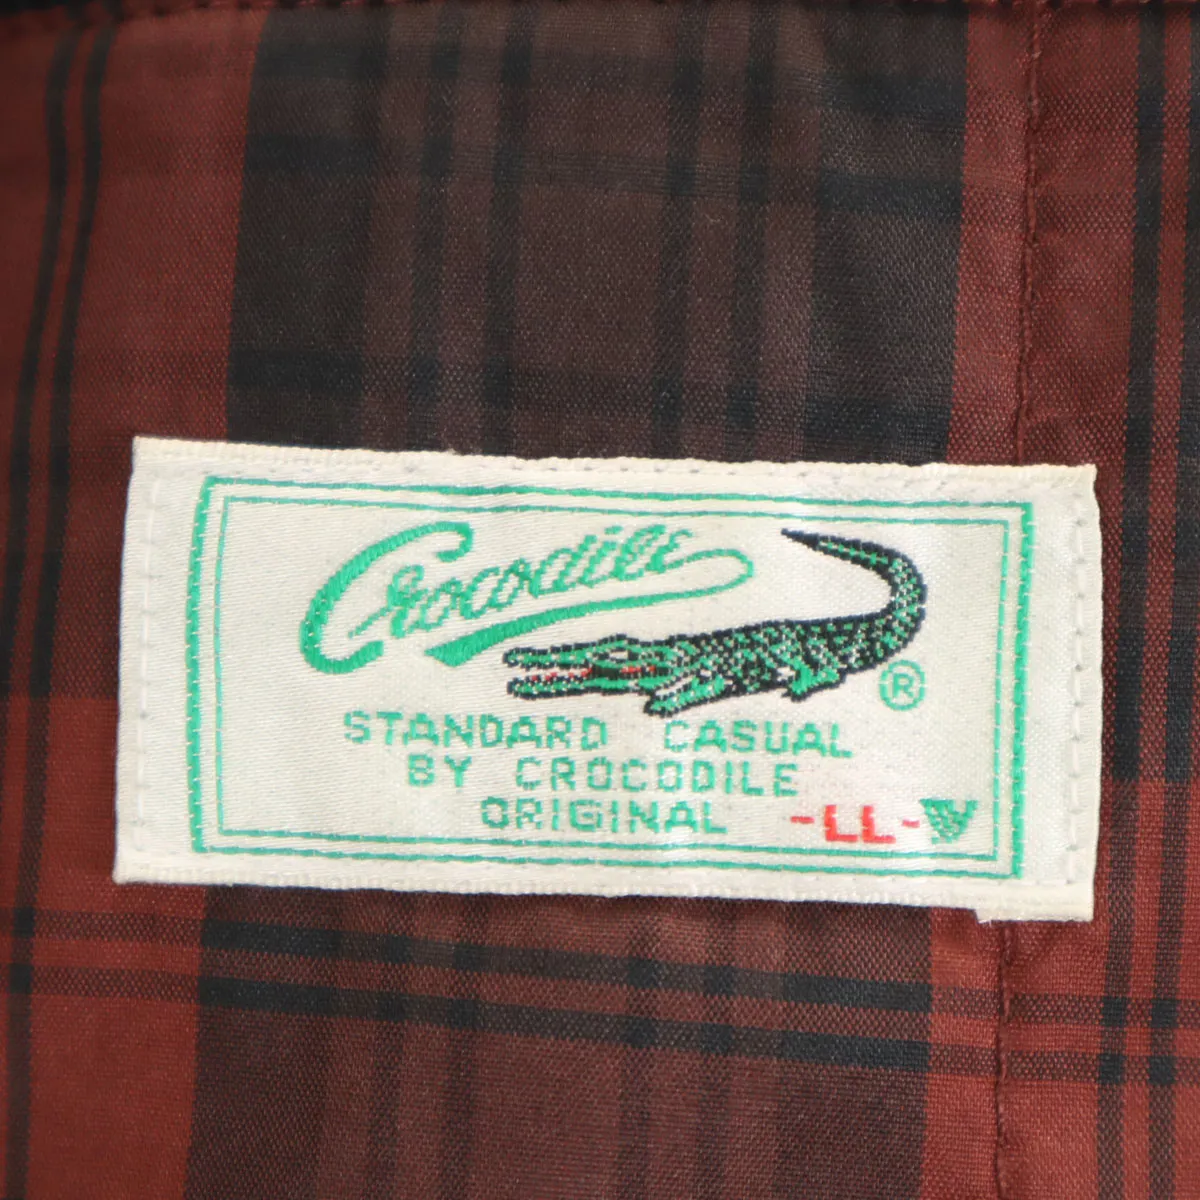 Crocodile
®
STANDARD CASUAL
BY CROCODILE
ORIGINAL -LL-